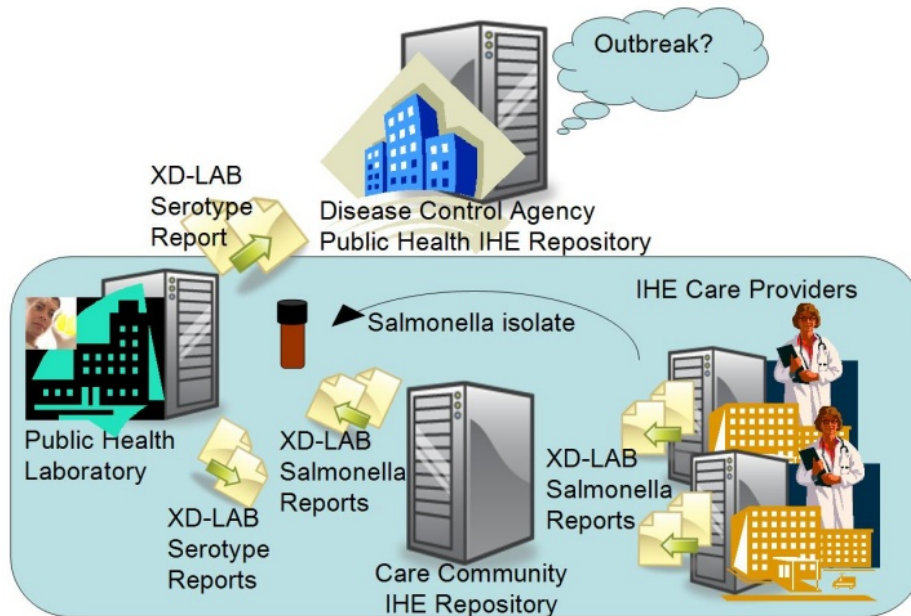 Outbreak?
XD-LAB
Serotype
Report
Disease Control Agency
Public Health IHE Repository
IHE Care Providers
Salmonella isolate
Public Health
Laboratory
XD-LAB
Salmonella
Reports
XD-LAB
Serotype
Reports
XD-LAB
Salmonella
Reports
Care Community
IHE Repository